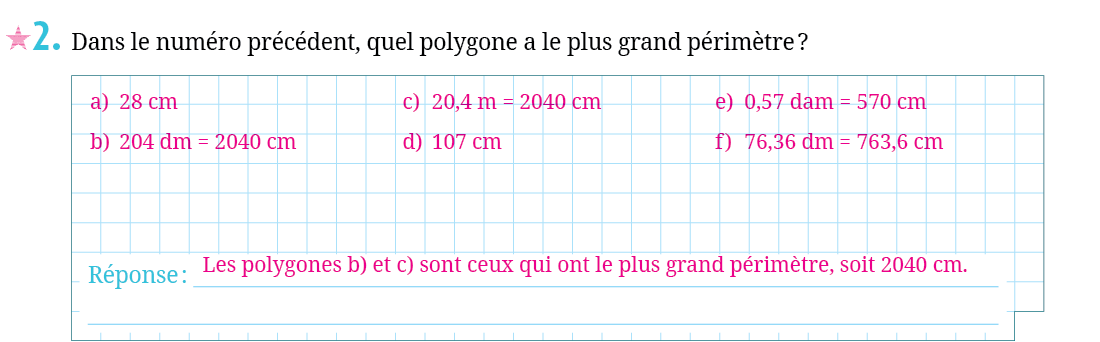 2. Dans le numéro précédent, quel polygone a le plus grand périmètre ?
a) 28 cm c) 20,4 m = 2040 cm e) 0,57 dam = 570 cm
b) 204 dm = 2040 cm d) 107 cm f) 76,36 dm = 763,6 cm
Réponse : Les polygones b) et c) sont ceux qui ont le plus grand périmètre, soit 2040 cm.